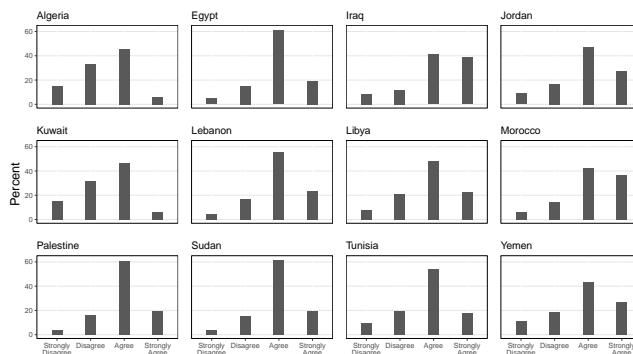 Algeria Egypt Iraq Jordan
60
40
20
0
Kuwait Lebanon Libya Morocco
60
40
20
0
Percent
Palestine Sudan Tunisia Yemen
60
40
20
0
Strongly Disagree Agree Strongly Strongly Disagree Agree Strongly Strongly Disagree Agree Strongly Strongly Disagree Agree Strongly
Disagree Agree Disagree Agree Disagree Agree Disagree Agree